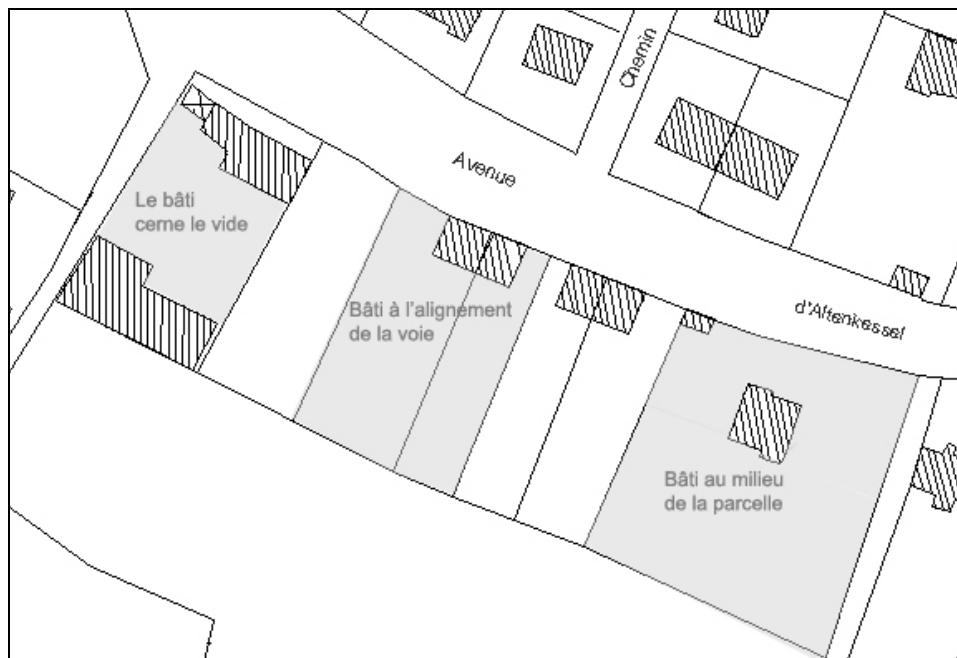 Chemin
Avenue
Le bâti
cerne le vide
Bâti à l'alignement
de la voie
d'Altenkessel
Bâti au milieu
de la parcelle